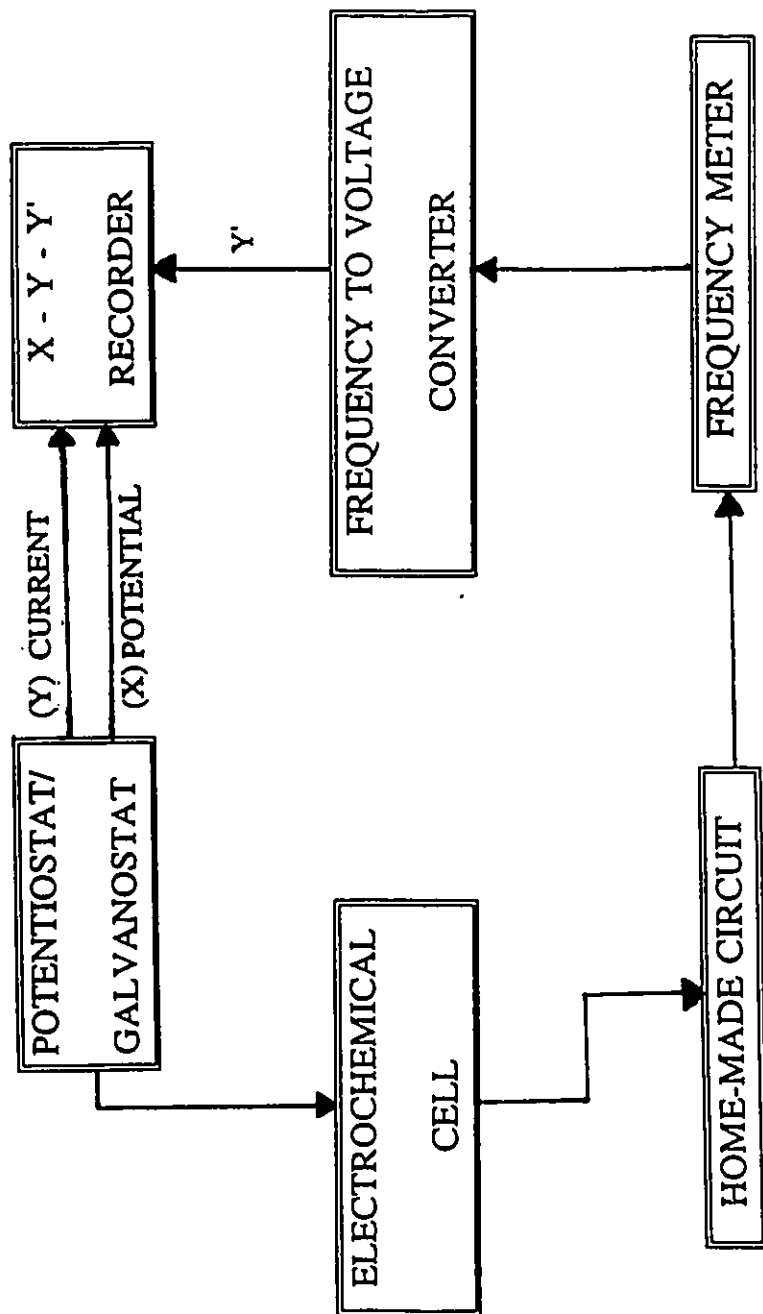 POTENTIOSTAT/
GALVANOSTAT
(Y) CURRENT
(X) POTENTIAL
X - Y - Y'
RECORDER
ELECTROCHEMICAL
CELL
Y'
FREQUENCY TO VOLTAGE
CONVERTER
HOME-MADE CIRCUIT
FREQUENCY METER